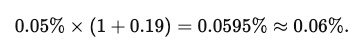 0.05% × (1 + 0.19) = 0.0595% ≈ 0.06%.